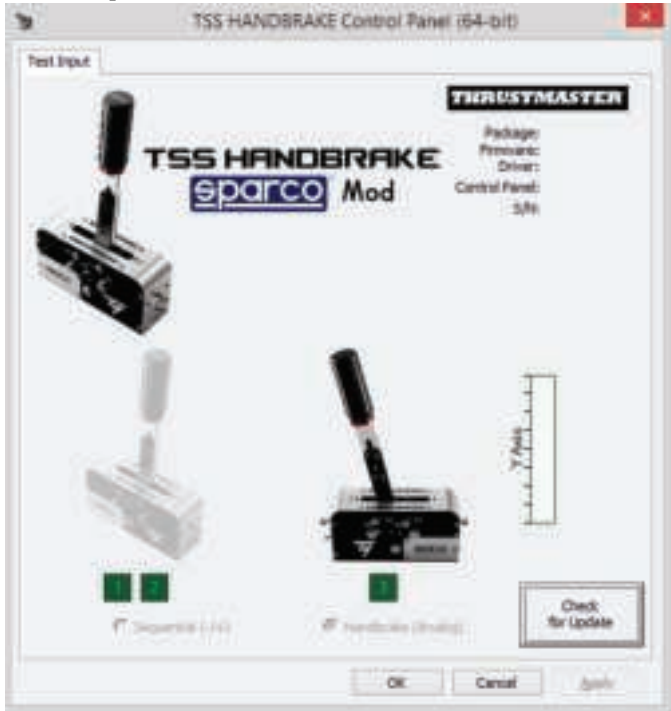 TSS HANDBRAKE Control Panel (64-bit)
Test Input
THRUSTMASTER
TSS HANDBRAKE
sparco Mod
Package:
Firmware:
Driver:
Control Panel:
S/N:
Y Axis
1 2
Sequential (-/+)
Handbrake (Analog)
Check
for Update
OK Cancel Apply